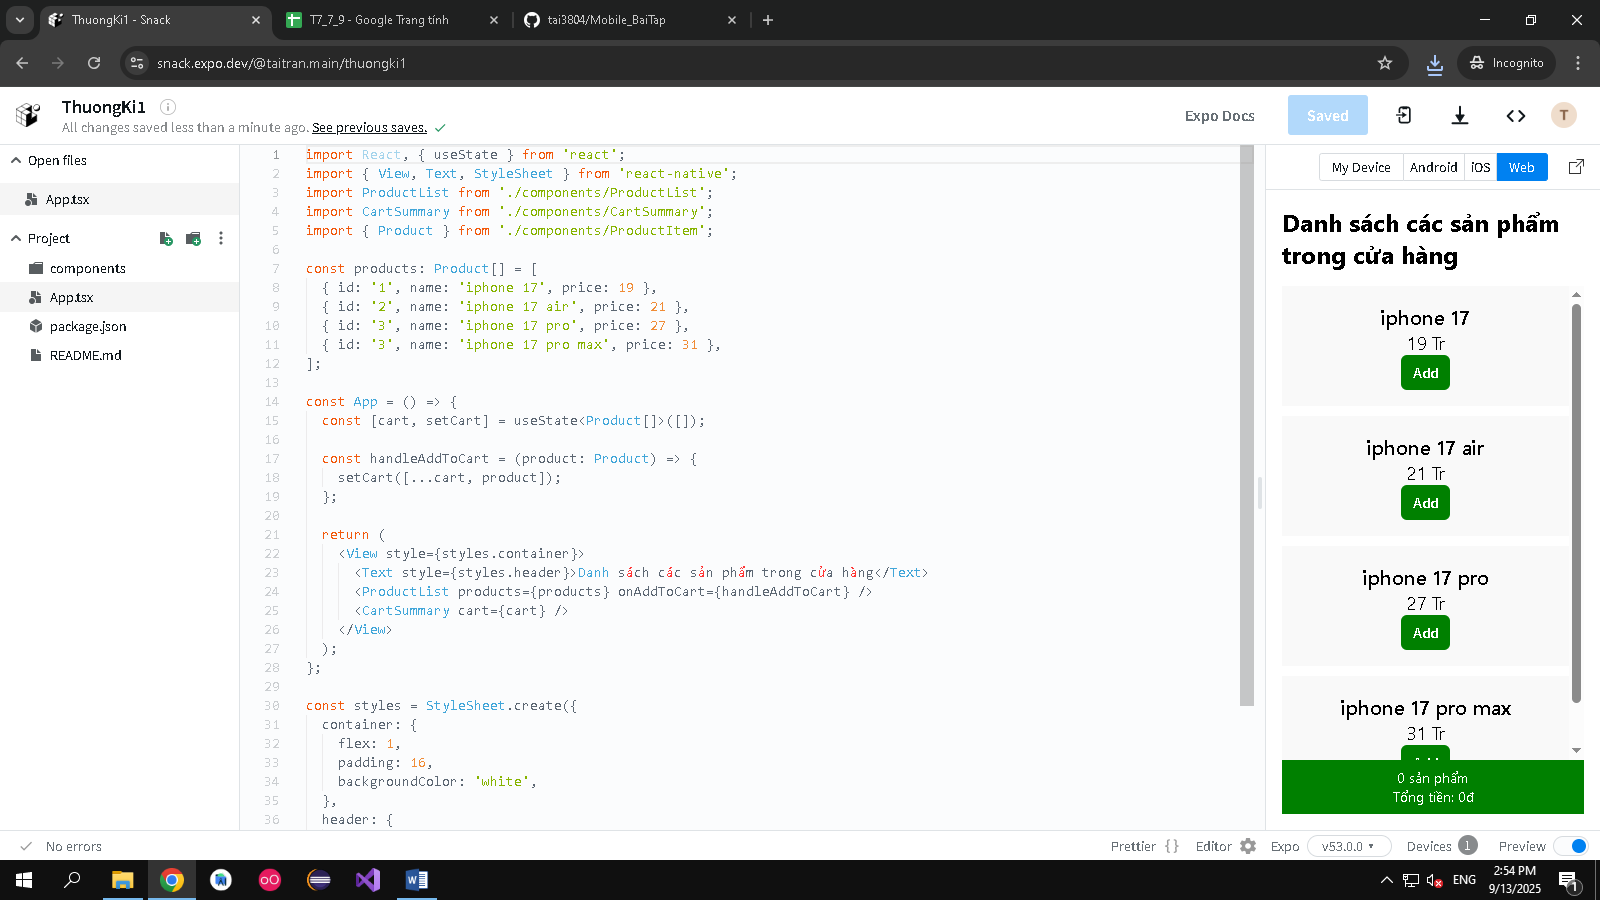 ThuongKi1 - Snack
T7_7_9 - Google Trang tính
tai3804/Mobile_BaiTap
snack.expo.dev/@taitran.main/thuongki1
Incognito
ThuongKi1
All changes saved less than a minute ago. See previous saves.
Expo Docs
Saved
T
Open files
App.tsx
Project
components
App.tsx
package.json
README.md
1 import React, { useState } from 'react';
2 import { View, Text, StyleSheet } from 'react-native';
3 import ProductList from './components/ProductList';
4 import CartSummary from './components/CartSummary';
5 import { Product } from './components/ProductItem';
6
7 const products: Product[] = [
8 { id: '1', name: 'iphone 17', price: 19 },
9 { id: '2', name: 'iphone 17 air', price: 21 },
10 { id: '3', name: 'iphone 17 pro', price: 27 },
11 { id: '3', name: 'iphone 17 pro max', price: 31 },
12 ];
13
14 const App = () => {
15 const [cart, setCart] = useState<Product[]>([]);
16
17 const handleAddToCart = (product: Product) => {
18 setCart([...cart, product]);
19 };
20
21 return (
22 <View style={styles.container}>
23 <Text style={styles.header}>Danh sách các sản phẩm trong cửa hàng</Text>
24 <ProductList products={products} onAddToCart={handleAddToCart} />
25 <CartSummary cart={cart} />
26 </View>
27 );
28 };
29
30 const styles = StyleSheet.create({
31 container: {
32 flex: 1,
33 padding: 16,
34 backgroundColor: 'white',
35 },
36 header: {
My Device
Android
iOS
Web
Danh sách các sản phẩm
trong cửa hàng
iphone 17
19 Tr
Add
iphone 17 air
21 Tr
Add
iphone 17 pro
27 Tr
Add
iphone 17 pro max
31 Tr
0 sản phẩm
Tổng tiền: 0đ
No errors
Prettier { }
Editor
Expo
v53.0.0
Devices
1
Preview
ENG
2:54 PM
9/13/2025
1